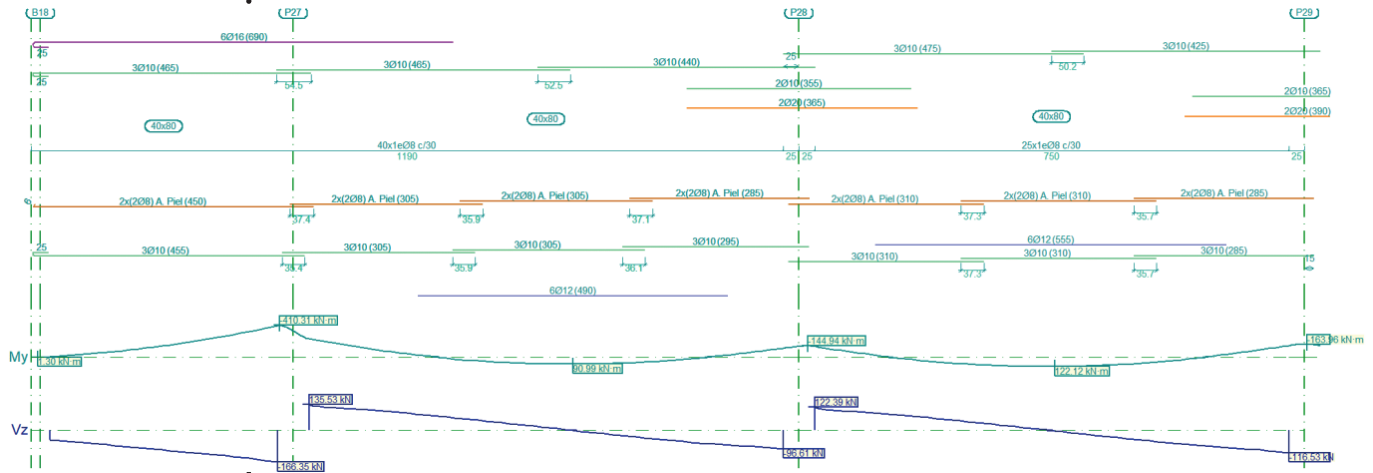 B18 P27 P28 P29
6Ø16(690)
25
3Ø10(475)
3Ø10(425)
25
50.2
3Ø10(465)
3Ø10(465)
3Ø10(440)
25
54.5
52.5
2Ø10(355)
2Ø10(365)
2Ø20(365)
2Ø20(390)
40x80
40x80
40x80
40x1eØ8 c/30
25x1eØ8 c/30
1190
25 25
750
25
2x(2Ø8) A. Piel (450)
2x(2Ø8) A. Piel (305)
2x(2Ø8) A. Piel (305)
2x(2Ø8) A. Piel (285)
2x(2Ø8) A. Piel (310)
2x(2Ø8) A. Piel (310)
2x(2Ø8) A. Piel (285)
37.4
35.9
37.1
37.3
35.7
25
3Ø10(455)
3Ø10(305)
3Ø10(305)
3Ø10(295)
6Ø12(555)
3Ø10(310)
3Ø10(310)
3Ø10(285)
15
35.4
35.9
36.1
37.3
35.7
6Ø12(490)
-410.31 kN·m
-144.94 kN·m
-163.96 kN·m
My
90.99 kN·m
122.12 kN·m
135.53 kN
122.39 kN
Vz
-166.35 kN
-96.61 kN
-116.53 kN